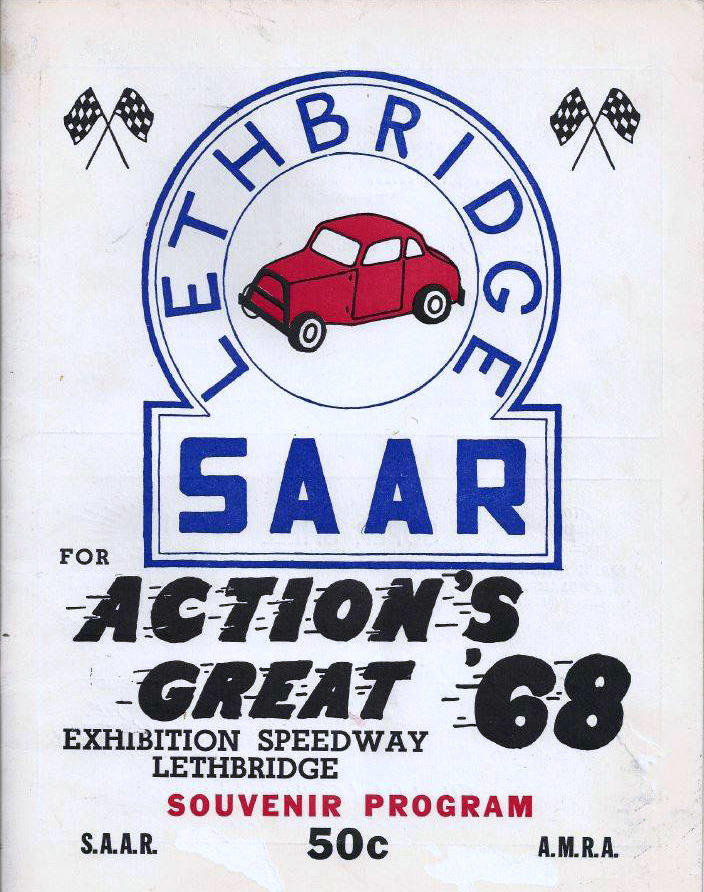 LETHBRIDGE
SAAR
FOR
ACTION'S
GREAT '68
EXHIBITION SPEEDWAY
LETHBRIDGE
SOUVENIR PROGRAM
S.A.A.R. 50c A.M.R.A.